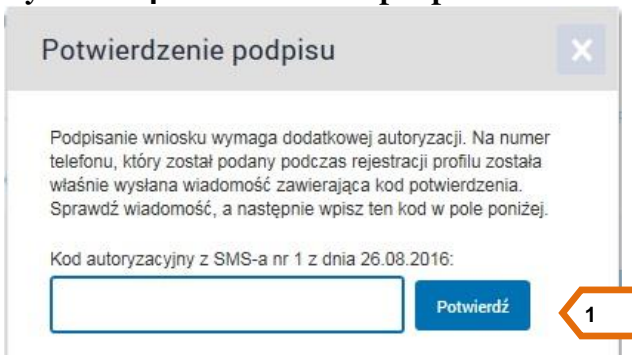 Potwierdzenie podpisu
Podpisanie wniosku wymaga dodatkowej autoryzacji. Na numer
telefonu, który został podany podczas rejestracji profilu została
właśnie wysłana wiadomość zawierająca kod potwierdzenia.
Sprawdź wiadomość, a następnie wpisz ten kod w pole poniżej.
Kod autoryzacyjny z SMS-a nr 1 z dnia 26.08.2016:
Potwierdź
1